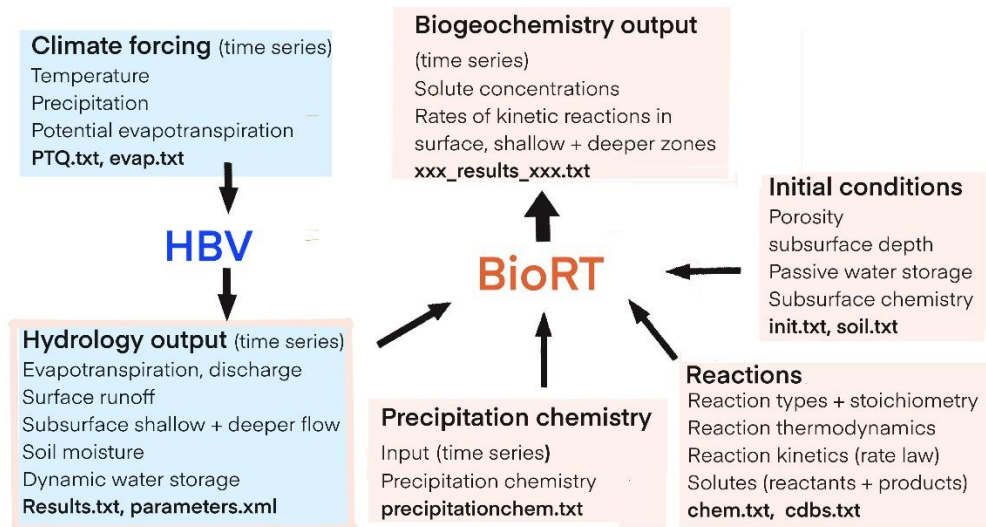 Climate forcing (time series)
Temperature
Precipitation
Potential evapotranspiration
PTQ.txt, evap.txt
HBV
Hydrology output (time series)
Evapotranspiration, discharge
Surface runoff
Subsurface shallow + deeper flow
Soil moisture
Dynamic water storage
Results.txt, parameters.xml
Biogeochemistry output
(time series)
Solute concentrations
Rates of kinetic reactions in
surface, shallow + deeper zones
xxx_results_xxx.txt
BioRT
Precipitation chemistry
Input (time series)
Precipitation chemistry
precipitationchem.txt
Initial conditions
Porosity
subsurface depth
Passive water storage
Subsurface chemistry
init.txt, soil.txt
Reactions
Reaction types + stoichiometry
Reaction thermodynamics
Reaction kinetics (rate law)
Solutes (reactants + products)
chem.txt, cdbs.txt